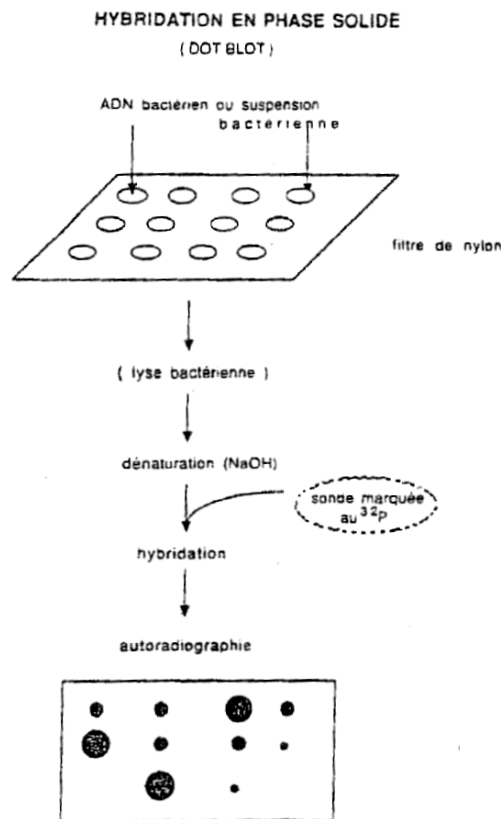 HYBRIDATION EN PHASE SOLIDE
(DOT BLOT)
ADN bactérien ou suspension
bactérienne
filtre de nylon
( lyse bactérienne )
dénaturation (NaOH)
sonde marquée
au 32P
hybridation
autoradiographie